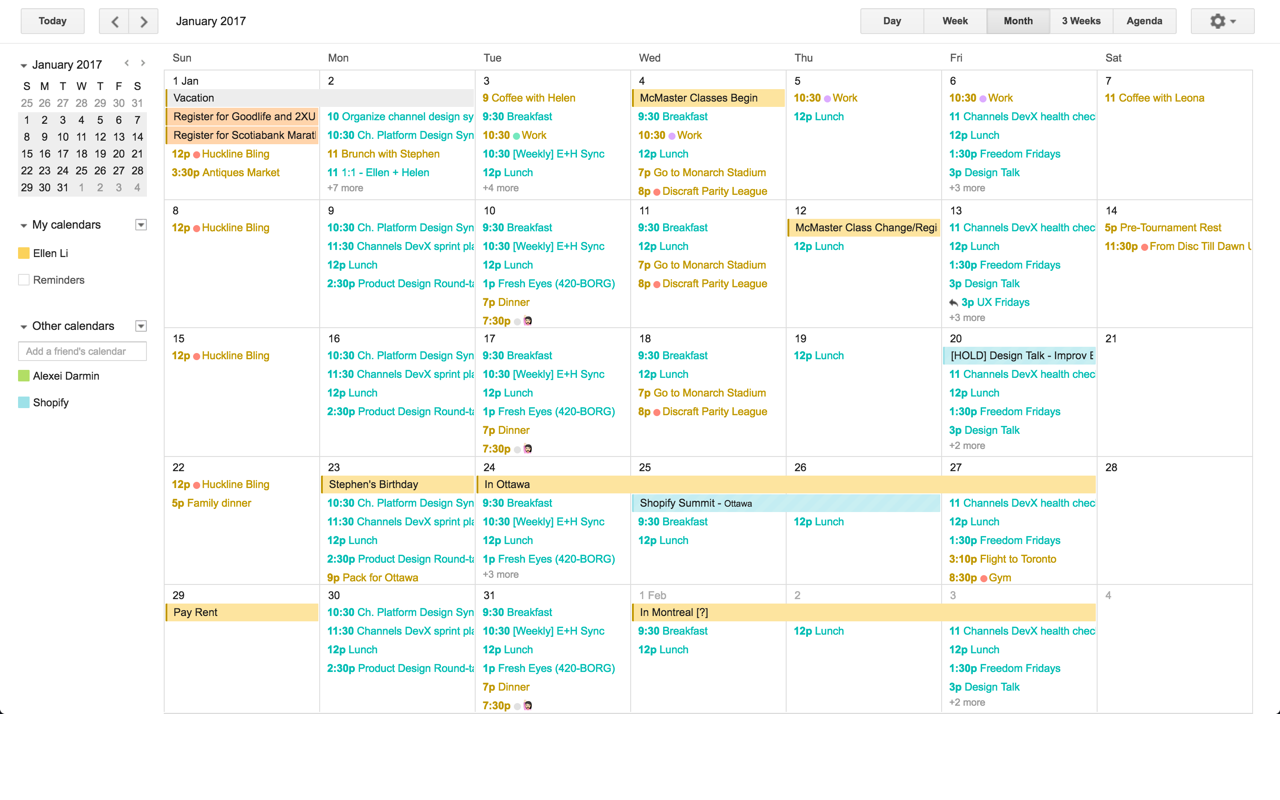 Today
January 2017
Day
Week
Month
3 Weeks
Agenda
January 2017
S M T W T F S
25 26 27 28 29 30 31
1 2 3 4 5 6 7
8 9 10 11 12 13 14
15 16 17 18 19 20 21
22 23 24 25 26 27 28
29 30 31 1 2 3 4
My calendars
Ellen Li
Reminders
Other calendars
Add a friend's calendar
Alexei Darmin
Shopify
Sun
Mon
Tue
Wed
Thu
Fri
Sat
1 Jan
Vacation
Register for Goodlife and 2XU
Register for Scotiabank Marat
12p Huckline Bling
3:30p Antiques Market
2
10 Organize channel design sy
10:30 Ch. Platform Design Syn
11 Brunch with Stephen
11 1:1 - Ellen + Helen
+7 more
3
9 Coffee with Helen
9:30 Breakfast
10:30 Work
10:30 [Weekly] E+H Sync
12p Lunch
+4 more
4
McMaster Classes Begin
9:30 Breakfast
10:30 Work
12p Lunch
7p Go to Monarch Stadium
8p Discraft Parity League
5
10:30 Work
12p Lunch
6
10:30 Work
11 Channels DevX health chec
12p Lunch
1:30p Freedom Fridays
3p Design Talk
+3 more
7
11 Coffee with Leona
8
12p Huckline Bling
9
10:30 Ch. Platform Design Syn
11:30 Channels DevX sprint pla
12p Lunch
2:30p Product Design Round-ta
10
9:30 Breakfast
10:30 [Weekly] E+H Sync
12p Lunch
1p Fresh Eyes (420-BORG)
7p Dinner
7:30p
11
9:30 Breakfast
12p Lunch
7p Go to Monarch Stadium
8p Discraft Parity League
12
McMaster Class Change/Regi
12p Lunch
13
11 Channels DevX health chec
12p Lunch
1:30p Freedom Fridays
3p Design Talk
3p UX Fridays
+3 more
14
5p Pre-Tournament Rest
11:30p From Disc Till Dawn U
15
12p Huckline Bling
16
10:30 Ch. Platform Design Syn
11:30 Channels DevX sprint pla
12p Lunch
2:30p Product Design Round-ta
17
9:30 Breakfast
10:30 [Weekly] E+H Sync
12p Lunch
1p Fresh Eyes (420-BORG)
7p Dinner
7:30p
18
9:30 Breakfast
12p Lunch
7p Go to Monarch Stadium
8p Discraft Parity League
19
12p Lunch
20
[HOLD] Design Talk - Improv E
11 Channels DevX health chec
12p Lunch
1:30p Freedom Fridays
3p Design Talk
+2 more
21
22
12p Huckline Bling
5p Family dinner
23
Stephen's Birthday
10:30 Ch. Platform Design Syn
11:30 Channels DevX sprint pla
12p Lunch
2:30p Product Design Round-ta
9p Pack for Ottawa
24
In Ottawa
9:30 Breakfast
10:30 [Weekly] E+H Sync
12p Lunch
1p Fresh Eyes (420-BORG)
+3 more
25
Shopify Summit - Ottawa
9:30 Breakfast
12p Lunch
26
12p Lunch
27
11 Channels DevX health chec
12p Lunch
1:30p Freedom Fridays
3:10p Flight to Toronto
8:30p Gym
28
29
Pay Rent
30
10:30 Ch. Platform Design Syn
11:30 Channels DevX sprint pla
12p Lunch
2:30p Product Design Round-ta
31
9:30 Breakfast
10:30 [Weekly] E+H Sync
12p Lunch
1p Fresh Eyes (420-BORG)
7p Dinner
7:30p
1 Feb
In Montreal [?]
9:30 Breakfast
12p Lunch
2
12p Lunch
3
11 Channels DevX health chec
12p Lunch
1:30p Freedom Fridays
3p Design Talk
+2 more
4